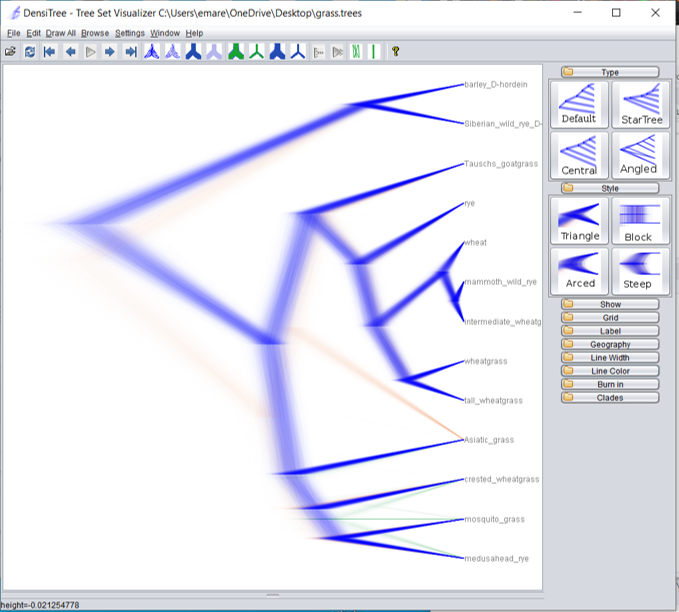 DensiTree - Tree Set Visualizer C:\Users\emare\OneDrive\Desktop\grass.trees
File Edit Draw All Browse Settings Window Help
?
barley_D-hordein
Siberian_wild_rye_D-
Tauschs_goatgrass
rye
wheat
mammoth_wild_rye
intermediate_wheatg
wheatgrass
tall_wheatgrass
Asiatic_grass
crested_wheatgrass
mosquito_grass
medusahead_rye
Type
Default StarTree
Central Angled
Style
Triangle Block
Arced Steep
Show
Grid
Label
Geography
Line Width
Line Color
Burn in
Clades
height=-0.021254778